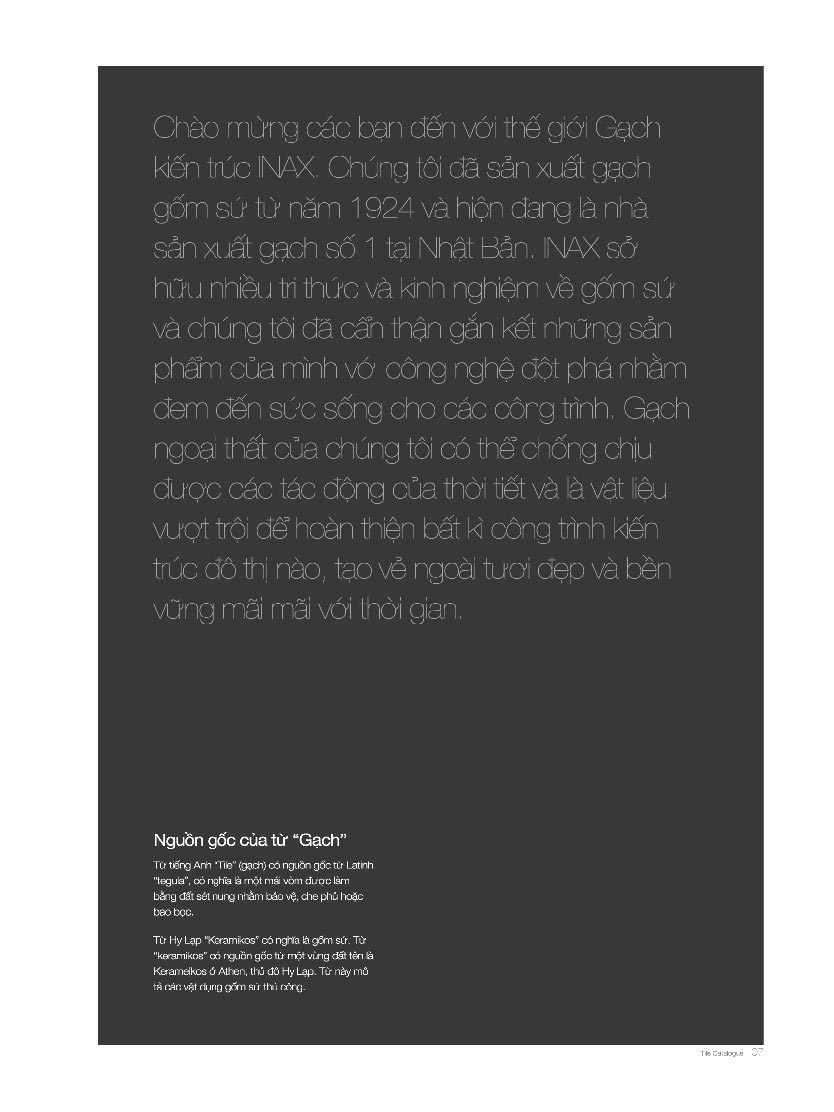 Chào mừng các bạn đến với thế giới Gạch
kiến trúc INAX. Chúng tôi đã sản xuất gạch
gốm sứ từ năm 1924 và hiện đang là nhà
sản xuất gạch số 1 tại Nhật Bản. INAX sở
hữu nhiều tri thức và kinh nghiệm về gốm sứ
và chúng tôi đã cẩn thận gắn kết những sản
phẩm của mình vớ công nghệ đột phá nhằm
đem đến sức sống cho các công trình. Gạch
ngoại thất của chúng tôi có thể chống chịu
được các tác động của thời tiết và là vật liệu
vượt trội để hoàn thiện bất kì công trình kiến
trúc đô thị nào, tạo vẻ ngoài tươi đẹp và bền
vững mãi mãi với thời gian.
Nguồn gốc của từ “Gạch”
Từ tiếng Anh “Tile” (gạch) có nguồn gốc từ Latinh
“tegula”, có nghĩa là một mái vòm được làm
bằng đất sét nung nhằm bảo vệ, che phủ hoặc
bao bọc.
Từ Hy Lạp “Keramikos” có nghĩa là gốm sứ. Từ
“keramikos” có nguồn gốc từ một vùng đất tên là
Kerameikos ở Athen, thủ đô Hy Lạp. Từ này mô
tả các vật dụng gốm sứ thủ công.
Tile Catalogue 07